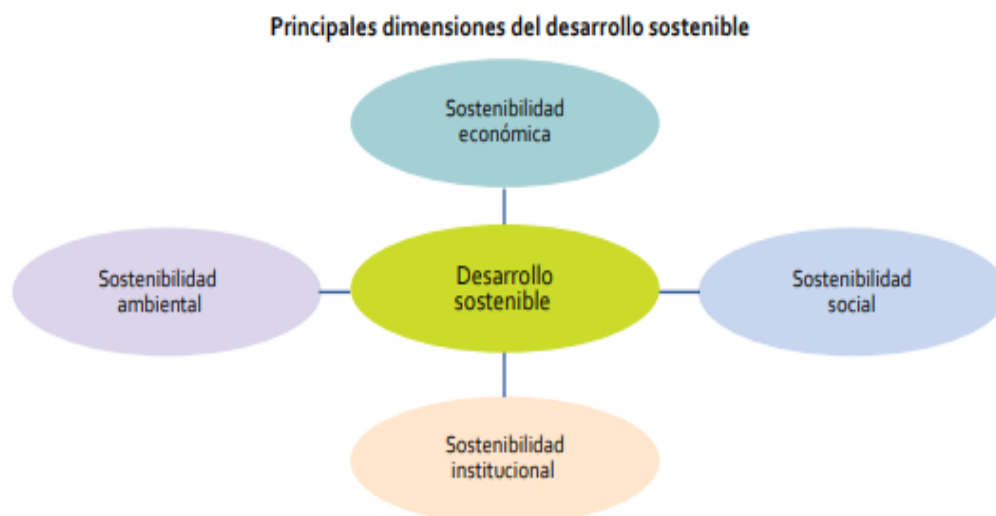 Principales dimensiones del desarrollo sostenible
Sostenibilidad
económica
Sostenibilidad
ambiental
Desarrollo
sostenible
Sostenibilidad
social
Sostenibilidad
institucional